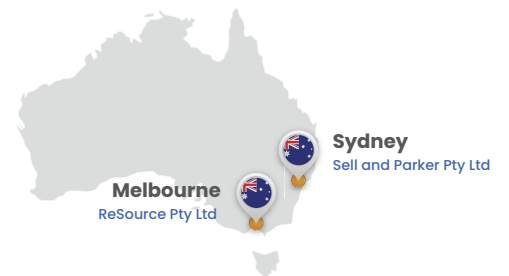 Sydney
Sell and Parker Pty Ltd
Melbourne
ReSource Pty Ltd